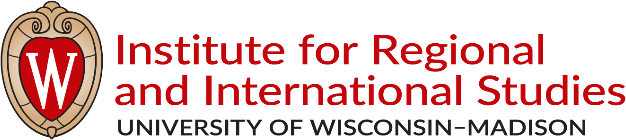 W
Institute for Regional
and International Studies
UNIVERSITY OF WISCONSIN–MADISON